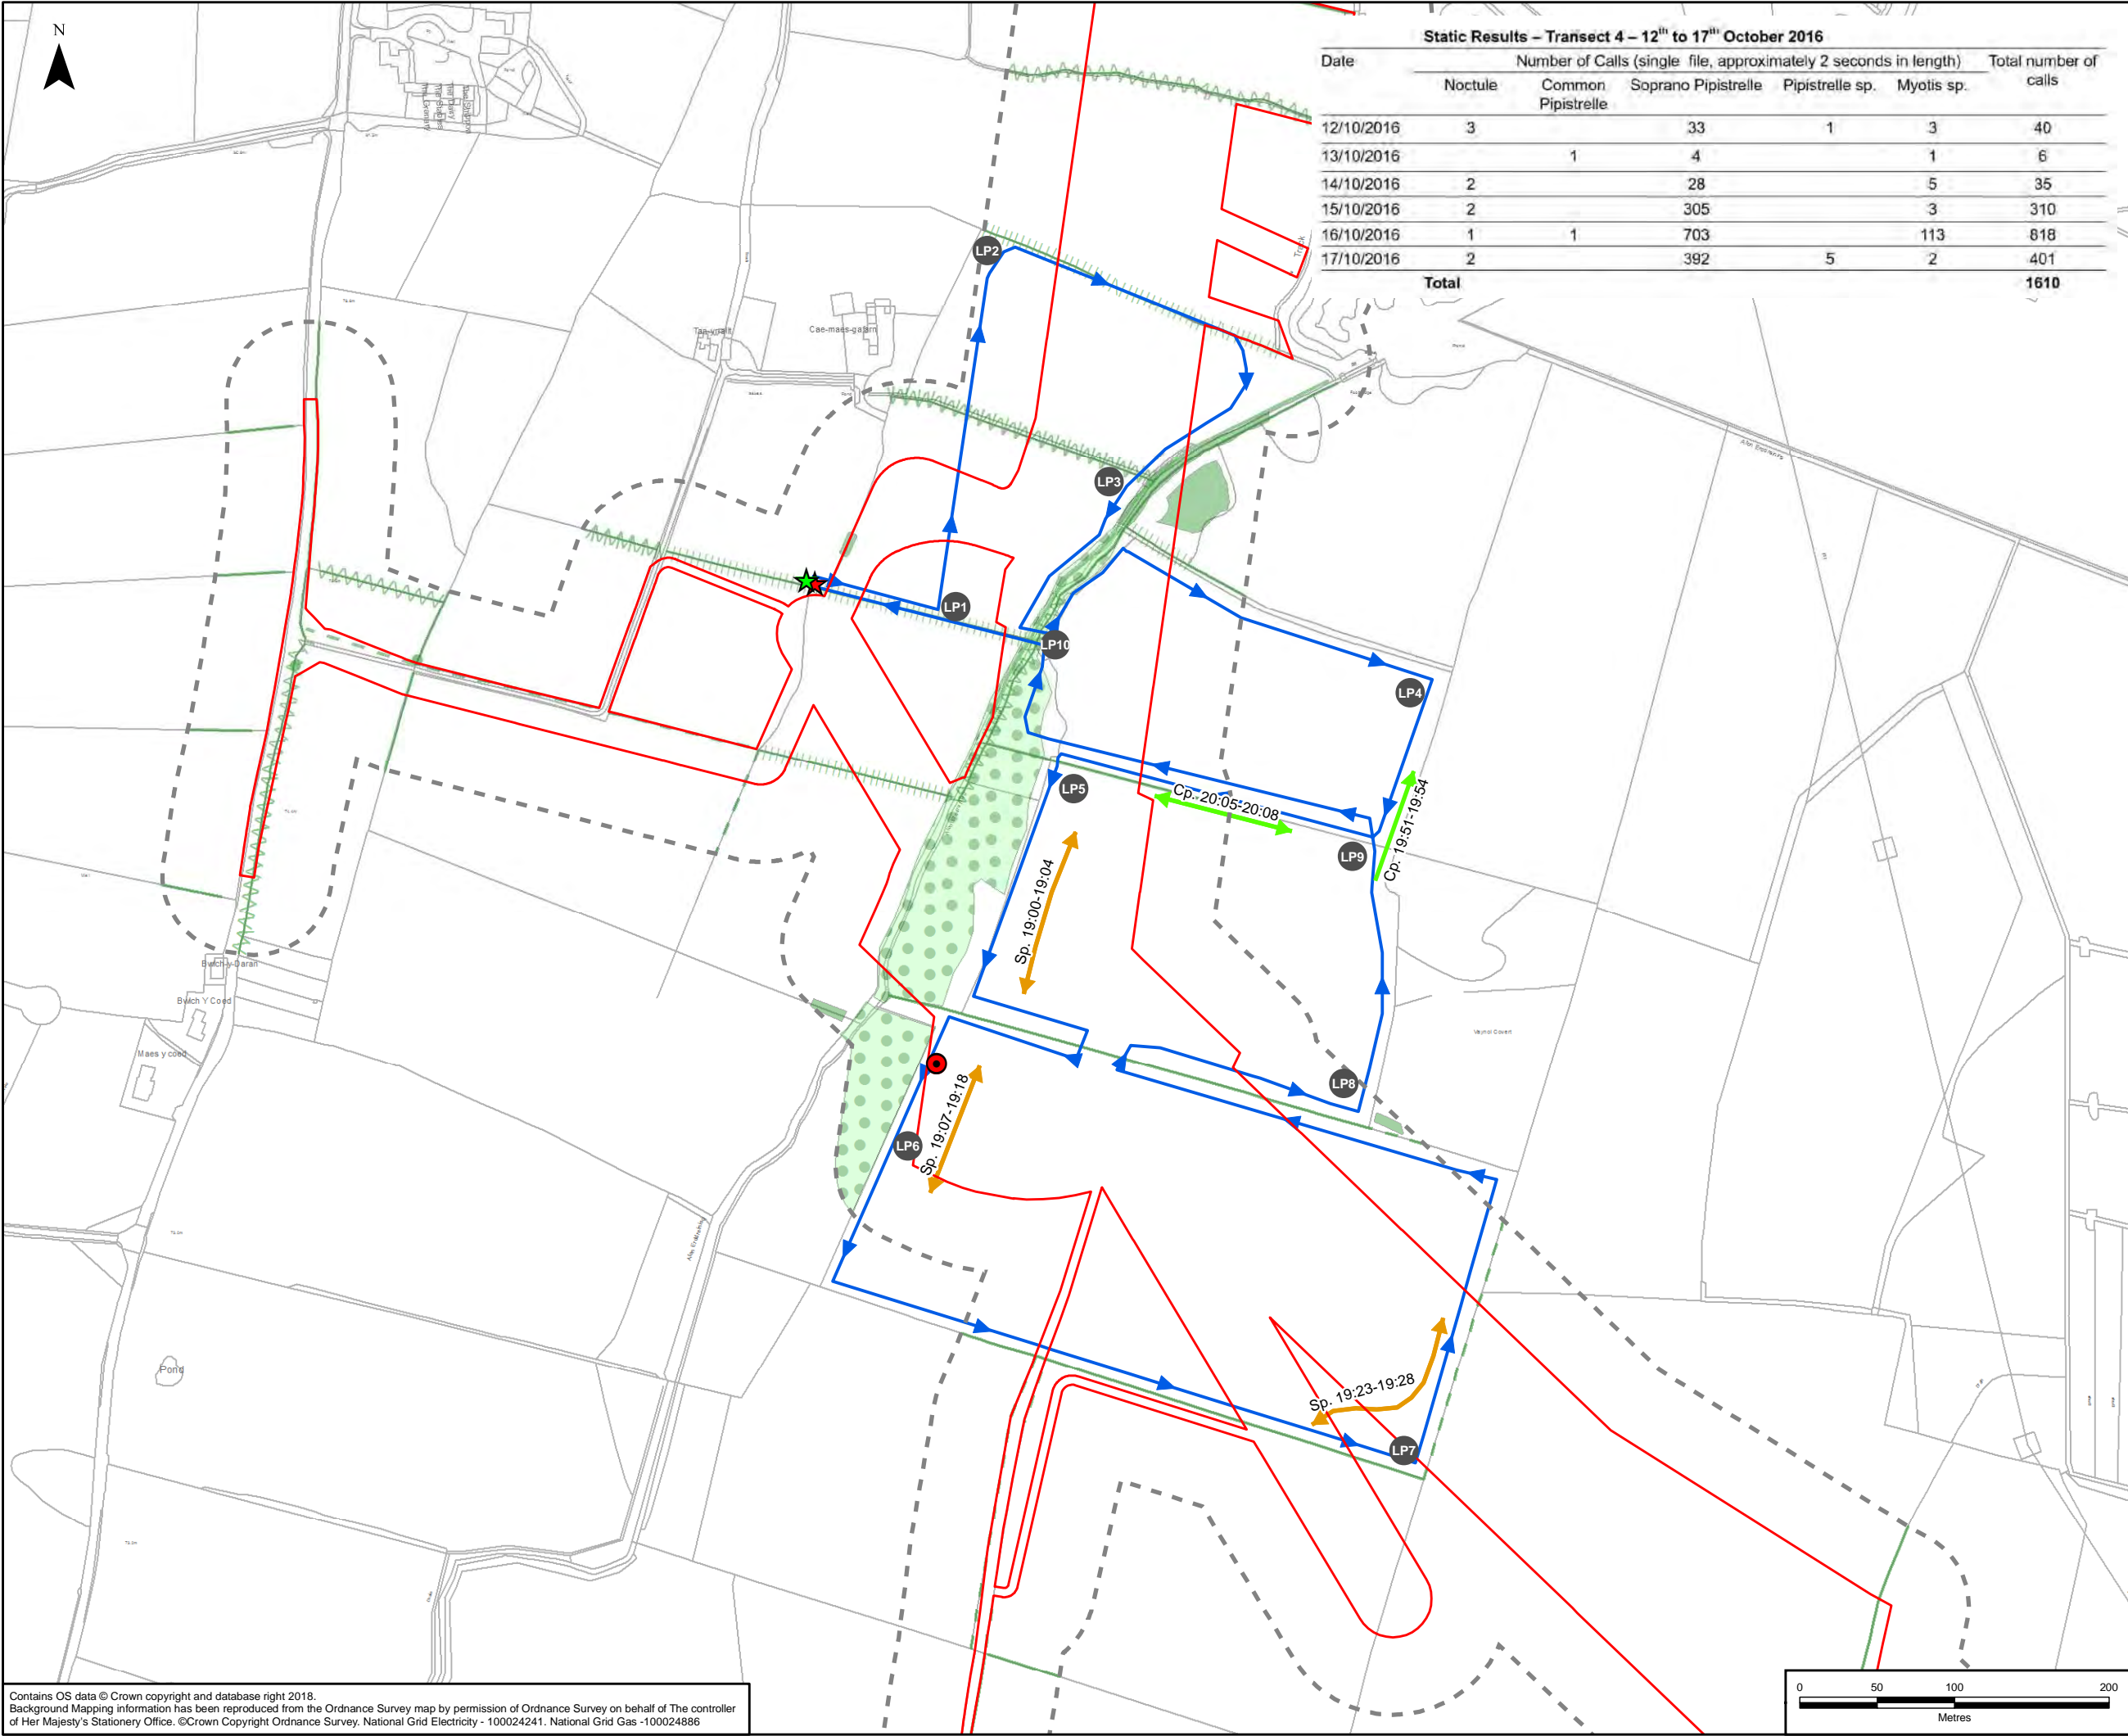 N
Static Results – Transect 4 – 12th to 17th October 2016
Date Number of Calls (single file, approximately 2 seconds in length) Total number of calls
Noctule Common Pipistrelle Soprano Pipistrelle Pipistrelle sp. Myotis sp.
12/10/2016 3 33 1 3 40
13/10/2016 1 4 1 6
14/10/2016 2 28 5 35
15/10/2016 2 305 3 310
16/10/2016 1 1 703 113 818
17/10/2016 2 392 5 2 401
Total 1610
Track
LP2
Cae-maes-gafarn
LP3
LP1
LP10
LP4
LP5
Cp. 20:05-20:08
Cp. 19:51-19:54
LP9
Sp. 19:00-19:04
Bwlch-y-Daran
Bwlch Y Coed
Maes y coed
Vaynol Covert
LP8
Sp. 19:07-19:18
LP6
Pond
Sp. 19:23-19:28
LP7
Contains OS data © Crown copyright and database right 2018.
Background Mapping information has been reproduced from the Ordnance Survey map by permission of Ordnance Survey on behalf of The controller
of Her Majesty's Stationery Office. ©Crown Copyright Ordnance Survey. National Grid Electricity - 100024241. National Grid Gas -100024886
0 50 100 200
Metres